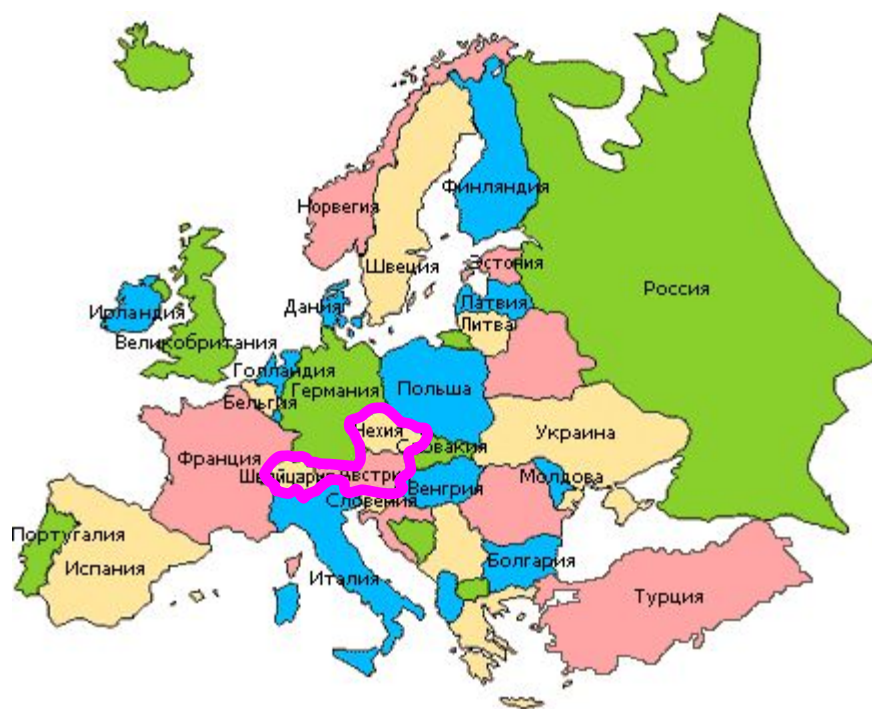 Финляндия
Норвегия
Швеция
Эстония
Россия
Ирландия
Дания
Латвия
Литва
Великобритания
Голландия
Германия
Польша
Бельгия
Чехия
Украина
Словакия
Франция
Швейцария
Австрия
Венгрия
Молдова
Словения
Португалия
Испания
Италия
Болгария
Турция